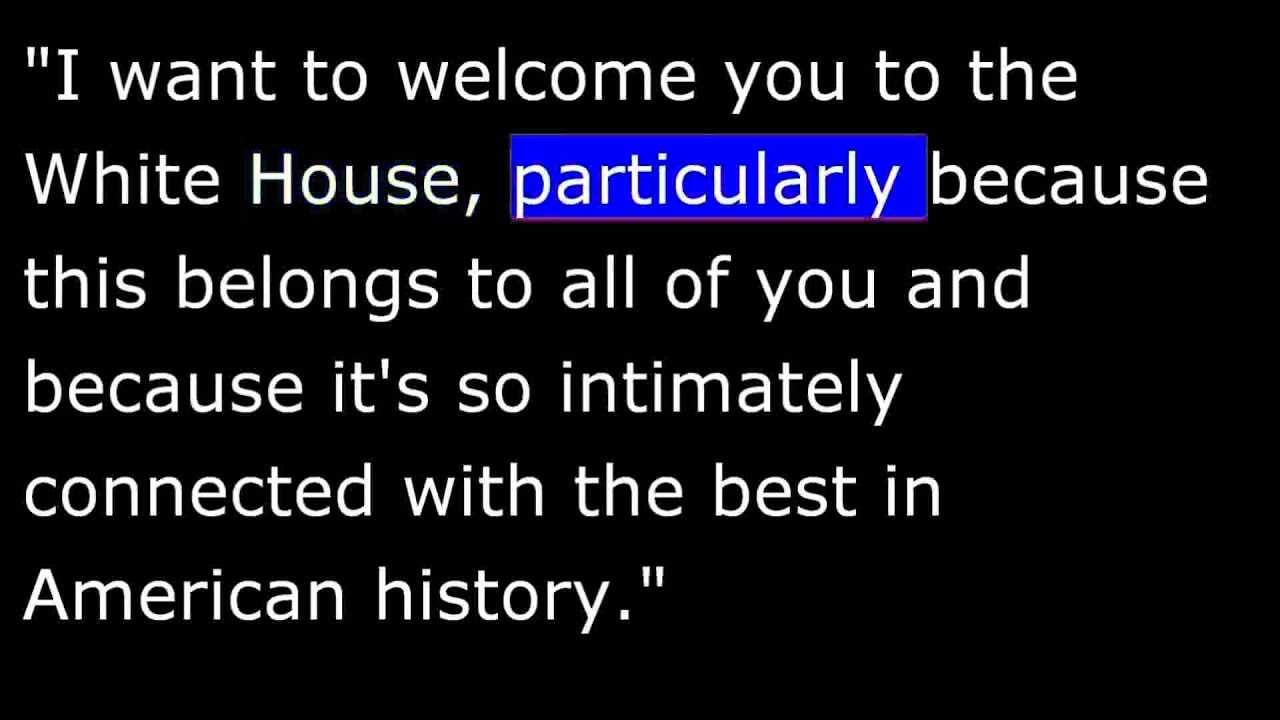 "I want to welcome you to the
White House, particularly because
this belongs to all of you and
because it's so intimately
connected with the best in
American history."